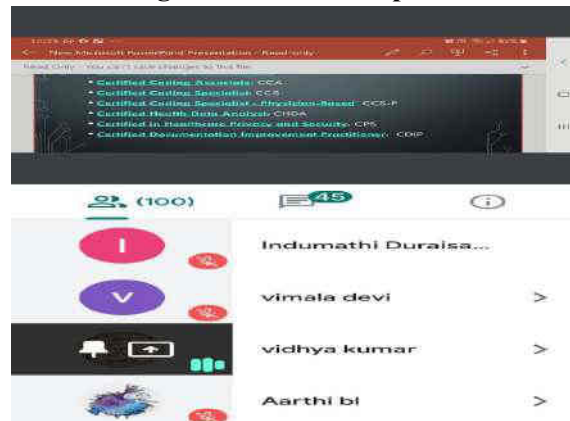 New Microsoft PowerPoint Presentation - Read-only
Read Only - You can't save changes to this file.
• Certified Coding Associate: CCA
• Certified Coding Specialist: CCS
• Certified Coding Specialist - Physician-Based: CCS-P
• Certified Health Data Analyst: CHDA
• Certified in Healthcare Privacy and Security: CPS
• Certified Documentation Improvement Practitioner: CDIP
(100)
45
I
Indumathi Duraisa...
V
vimala devi
vidhya kumar
Aarthi bl